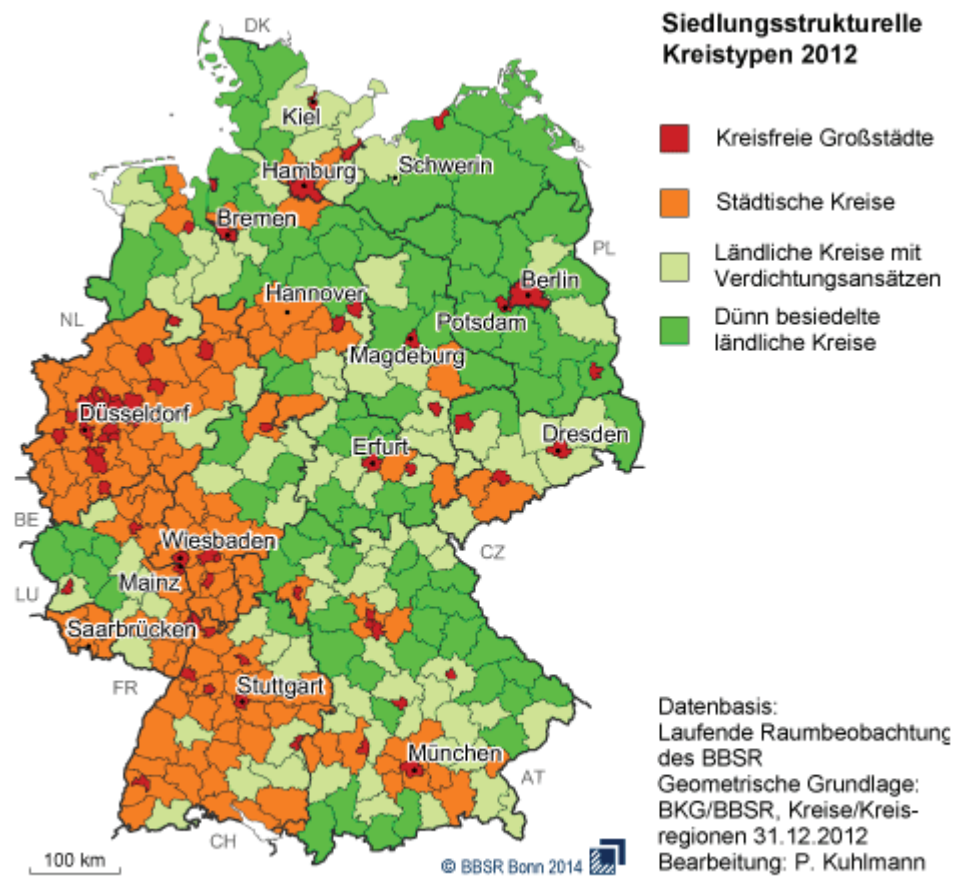 Siedlungsstrukturelle
Kreistypen 2012
Kreisfreie Großstädte
Städtische Kreise
Ländliche Kreise mit
Verdichtungsansätzen
Dünn besiedelte
ländliche Kreise
DK
Kiel
Schwerin
Hamburg
Bremen
PL
Berlin
Hannover
Potsdam
NL
Magdeburg
Düsseldorf
Dresden
Erfurt
BE
Wiesbaden
CZ
Mainz
LU
Saarbrücken
FR
Stuttgart
München
AT
CH
100 km
© BBSR Bonn 2014
Datenbasis:
Laufende Raumbeobachtung
des BBSR
Geometrische Grundlage:
BKG/BBSR, Kreise/Kreis-
regionen 31.12.2012
Bearbeitung: P. Kuhlmann